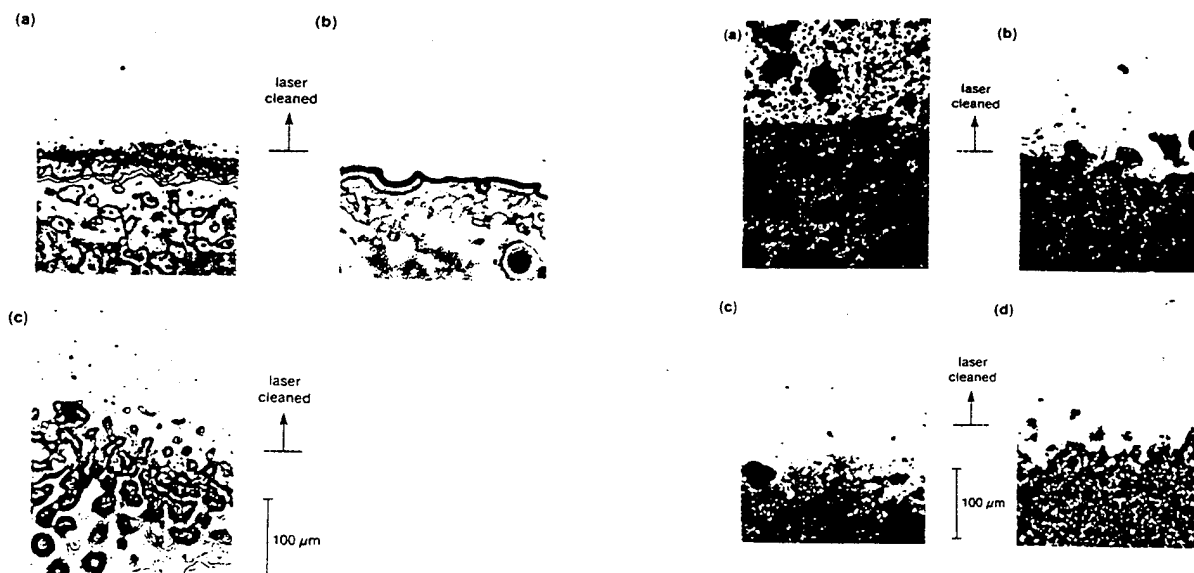 (a)
(b)
laser
cleaned
(c)
laser
cleaned
100 μm
(a)
(b)
laser
cleaned
(c)
(d)
laser
cleaned
100 μm